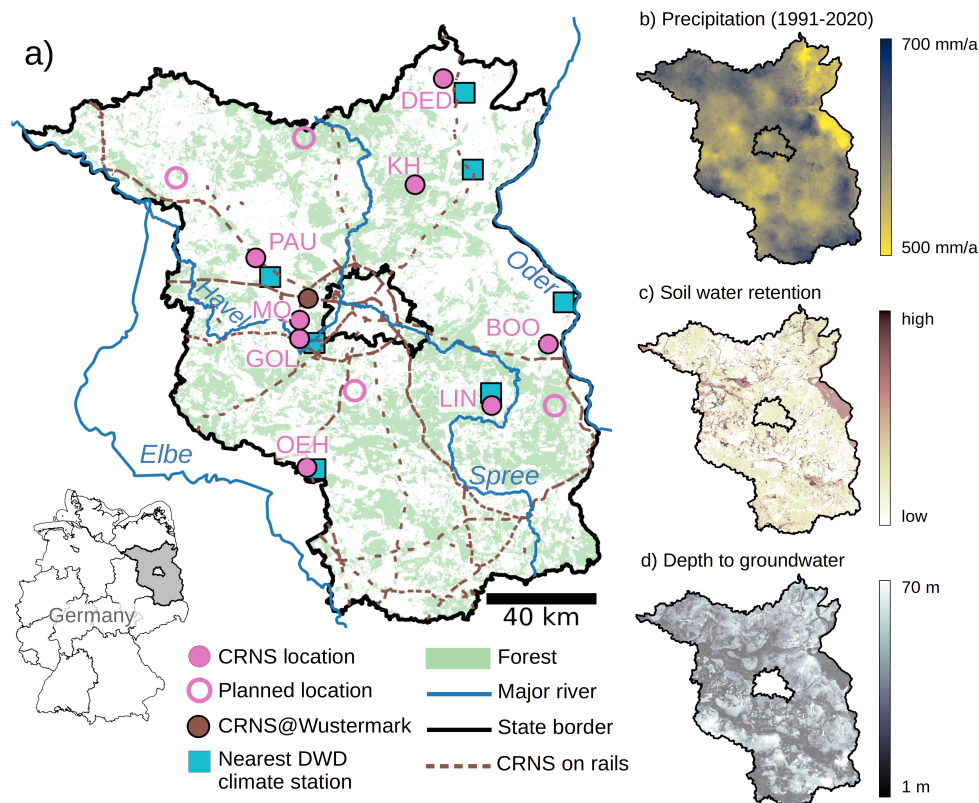 a)
DED
KH
PAU
Havel
MO
GOL
Oder
BOO
LIN
OEH
Elbe
Spree
40 km
Germany
CRNS location
Planned location
CRNS@Wustermark
Nearest DWD
climate station
Forest
Major river
State border
CRNS on rails
b) Precipitation (1991-2020)
700 mm/a
500 mm/a
c) Soil water retention
high
low
d) Depth to groundwater
70 m
1 m